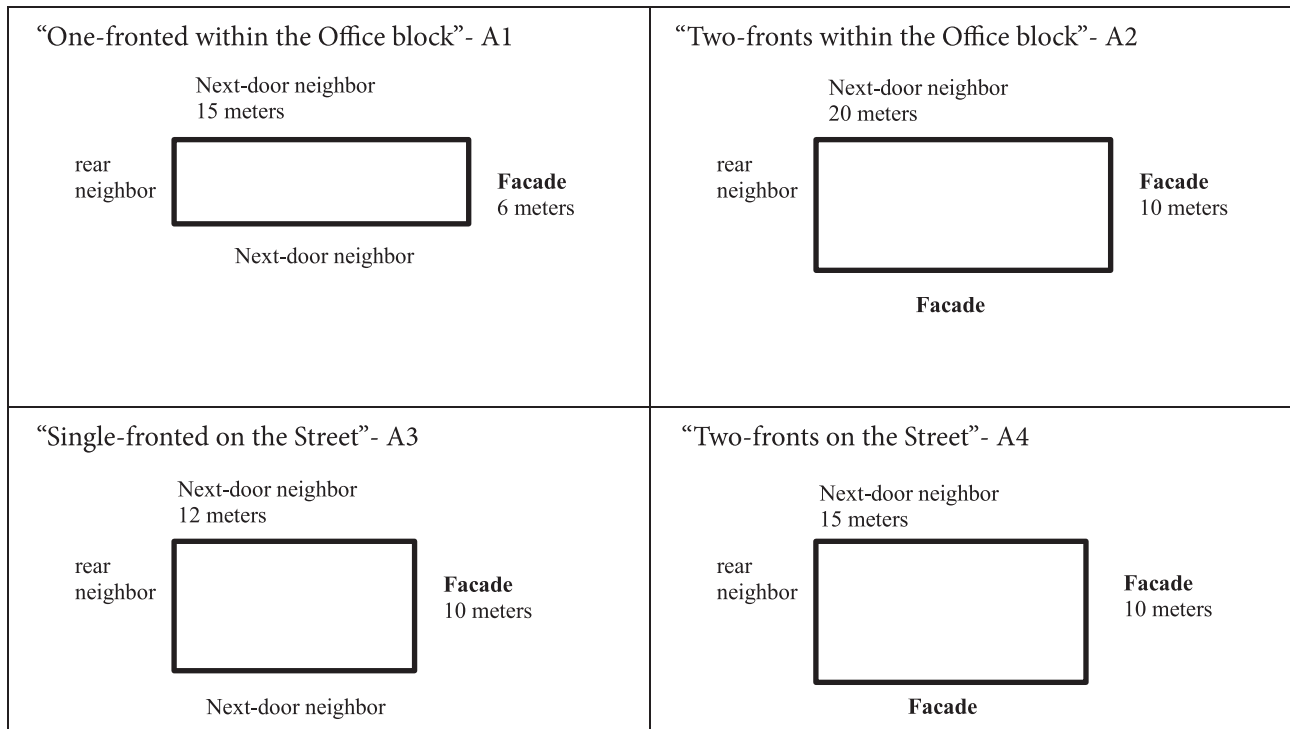 “One-fronted within the Office block”- A1
Next-door neighbor
15 meters
rear
neighbor
Facade
6 meters
Next-door neighbor
“Two-fronts within the Office block”- A2
Next-door neighbor
20 meters
rear
neighbor
Facade
10 meters
Facade
“Single-fronted on the Street”- A3
Next-door neighbor
12 meters
rear
neighbor
Facade
10 meters
Next-door neighbor
“Two-fronts on the Street”- A4
Next-door neighbor
15 meters
rear
neighbor
Facade
10 meters
Facade